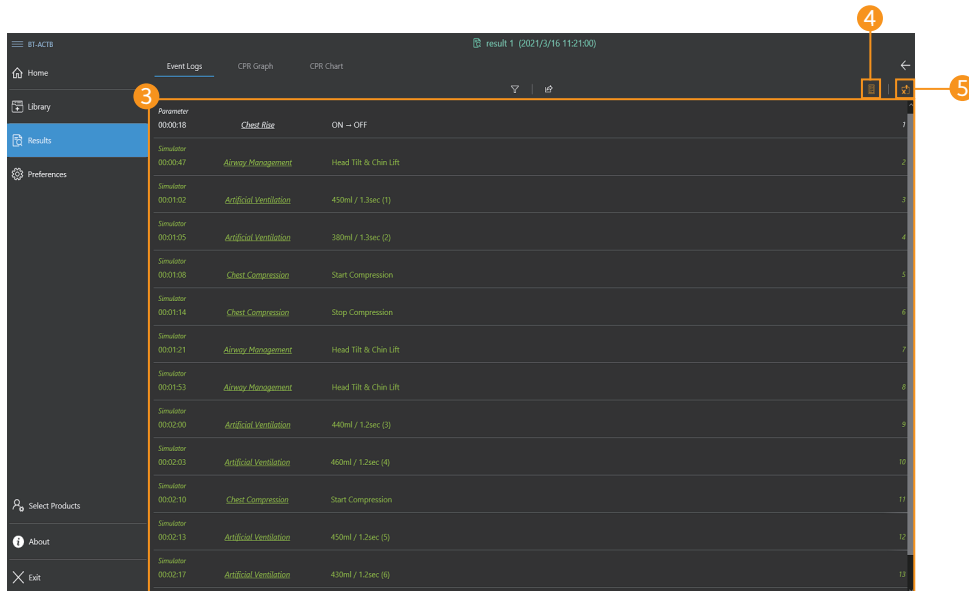 4
BT-ACTB
result 1 (2021/3/16 11:21:00)
Home
Event Logs CPR Graph CPR Chart
5
3
Library
Parameter
00:00:18 Chest Rise ON → OFF 1
Results
Simulator
00:00:47 Airway Management Head Tilt & Chin Lift 2
Preferences
Simulator
00:01:02 Artificial Ventilation 450ml / 1.3sec (1) 3
Simulator
00:01:05 Artificial Ventilation 380ml / 1.3sec (2) 4
Simulator
00:01:08 Chest Compression Start Compression 5
Simulator
00:01:14 Chest Compression Stop Compression 6
Simulator
00:01:21 Airway Management Head Tilt & Chin Lift 7
Simulator
00:01:53 Airway Management Head Tilt & Chin Lift 8
Simulator
00:02:00 Artificial Ventilation 440ml / 1.2sec (3) 9
Simulator
00:02:03 Artificial Ventilation 460ml / 1.2sec (4) 10
Simulator
00:02:10 Chest Compression Start Compression 11
Select Products
Simulator
00:02:13 Artificial Ventilation 450ml / 1.2sec (5) 12
About
Simulator
00:02:17 Artificial Ventilation 430ml / 1.2sec (6) 13
Exit